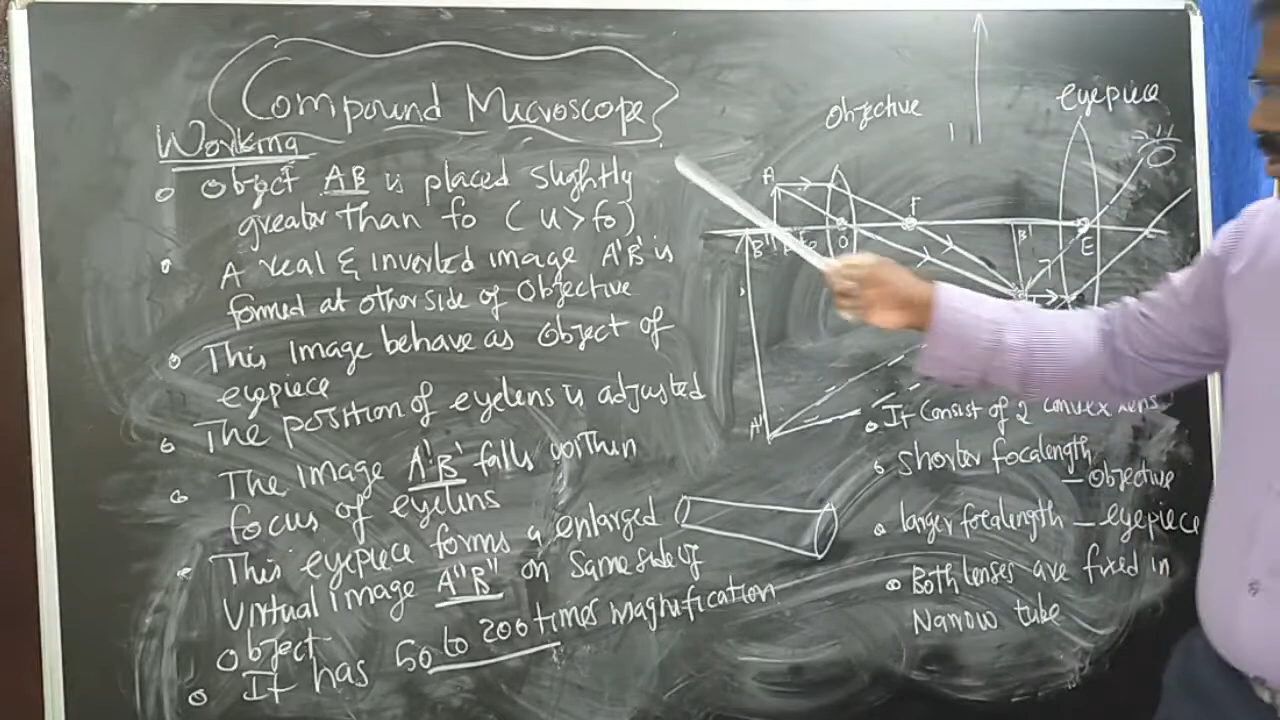 Compound Microscope
Working
Object AB is placed slightly
greater than fo (u > fo)
A real & inverted image A'B' is
formed at other side of Objective
This Image behave as Object of
eyepiece
The position of eyelens is adjusted
The Image A'B' falls within
focus of eyelens
This eyepiece forms a enlarged
Virtual image A"B" on Same side of
Object
It has 50 to 200 times magnification
Objective
eyepiece
A
F
B"
fo
O
B'
E
A"
It Consist of 2 Convex lens
Shorter focalength
– Objective
larger focalength – eyepiece
Both lenses are fixed in
Narrow tube